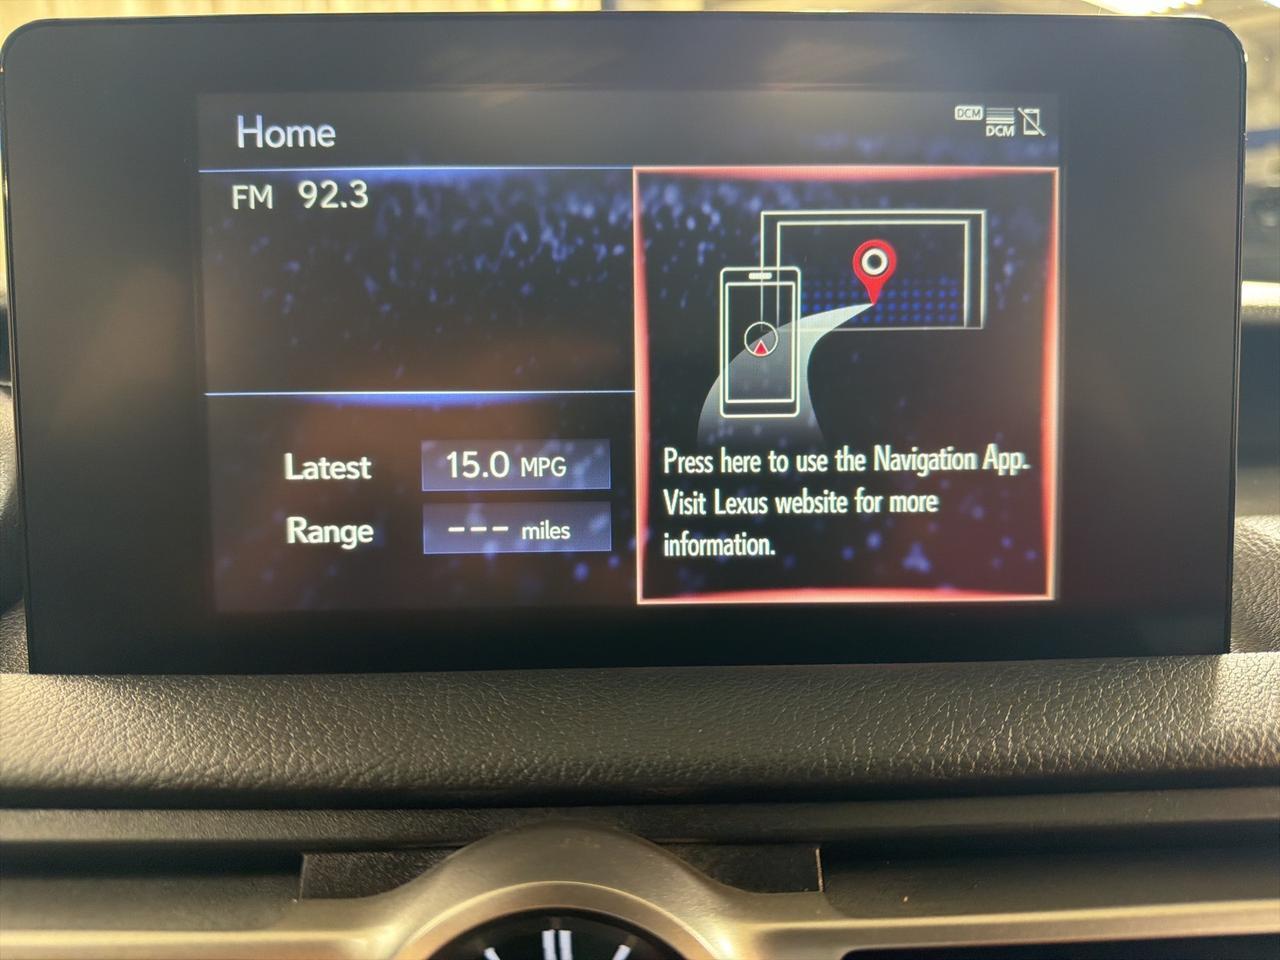 Home
DCM
DCM
FM 92.3
Latest 15.0 MPG
Range --- miles
Press here to use the Navigation App.
Visit Lexus website for more
information.